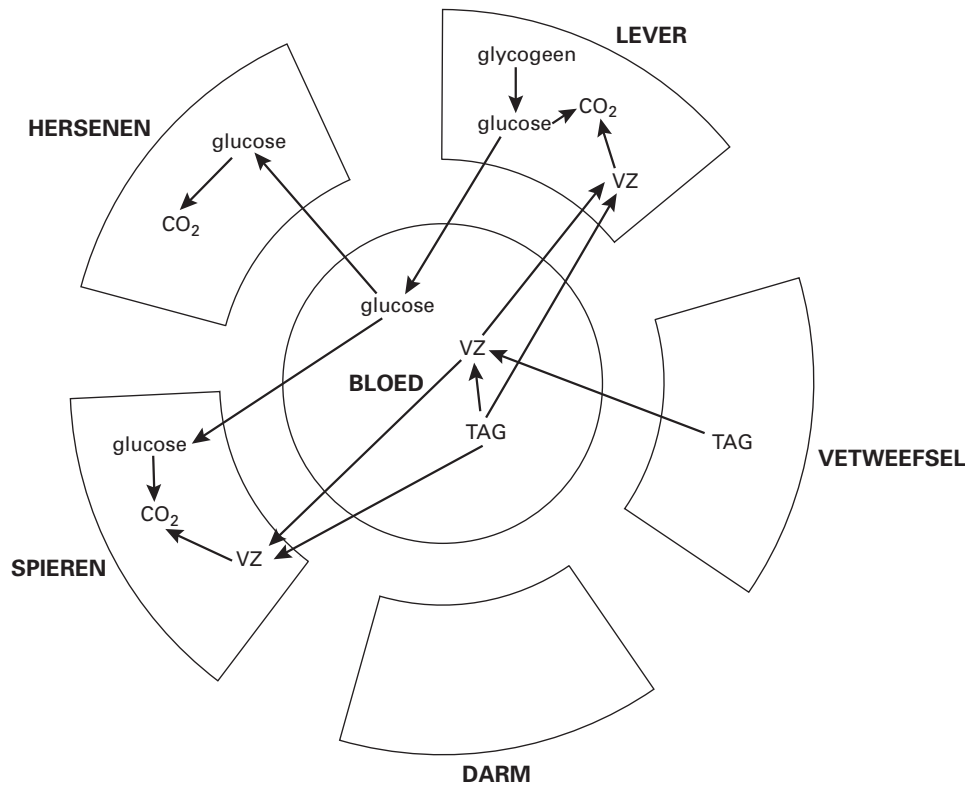 LEVER
glycogeen
glucose
CO2
VZ
HERSENEN
glucose
CO2
glucose
VZ
BLOED
TAG
TAG
VETWEEFSEL
glucose
CO2
VZ
SPIEREN
DARM